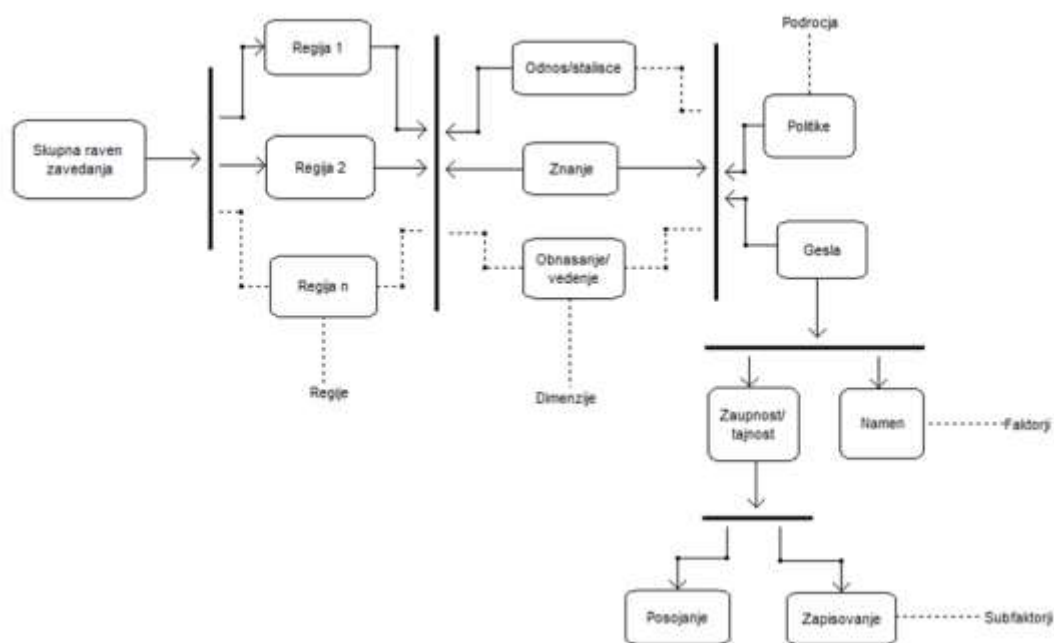 Podrocja
Regija 1
Odnos/stalisce
Politike
Skupna raven
zavedanja
Regija 2
Znanje
Gesla
Obnasanje/
vedenje
Regija n
Regije
Dimenzije
Zaupnost/
tajnost
Namen
Faktorji
Posojanje
Zapisovanje
Subfaktorji